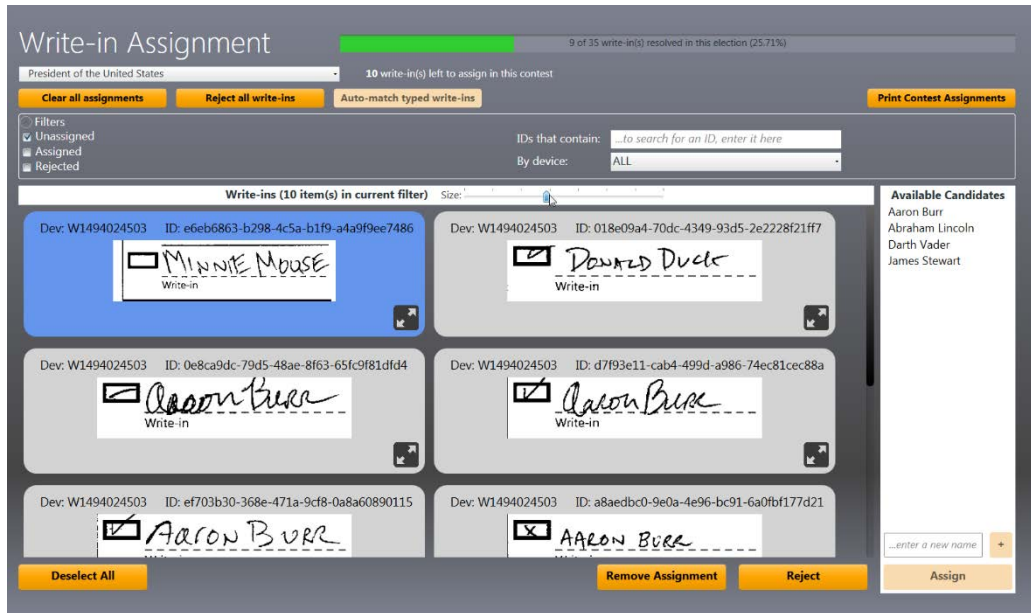 Write-in Assignment
9 of 35 write-in(s) resolved in this election (25.71%)
President of the United States
10 write-in(s) left to assign in this contest
Clear all assignments
Reject all write-ins
Auto-match typed write-ins
Print Contest Assignments
Filters
Unassigned
Assigned
Rejected
IDs that contain: ...to search for an ID, enter it here
By device: ALL
Write-ins (10 item(s) in current filter) Size:
Dev: W1494024503 ID: e6eb6863-b298-4c5a-b1f9-a4a9f9ee7486
MINNIE MOUSE
Write-in
Dev: W1494024503 ID: 018e09a4-70dc-4349-93d5-2e2228f21ff7
DONALD DUCK
Write-in
Dev: W1494024503 ID: 0e8ca9dc-79d5-48ae-8f63-65fc9f81dfd4
Aaron Burr
Write-in
Dev: W1494024503 ID: d7f93e11-cab4-499d-a986-74ec81cec88a
Aaron Burr
Write-in
Dev: W1494024503 ID: ef703b30-368e-471a-9cf8-0a8a60890115
Aaron Burr
Dev: W1494024503 ID: a8aedbc0-9e0a-4e96-bc91-6a0fbf177d21
AARON BURR
Available Candidates
Aaron Burr
Abraham Lincoln
Darth Vader
James Stewart
...enter a new name +
Deselect All
Remove Assignment
Reject
Assign